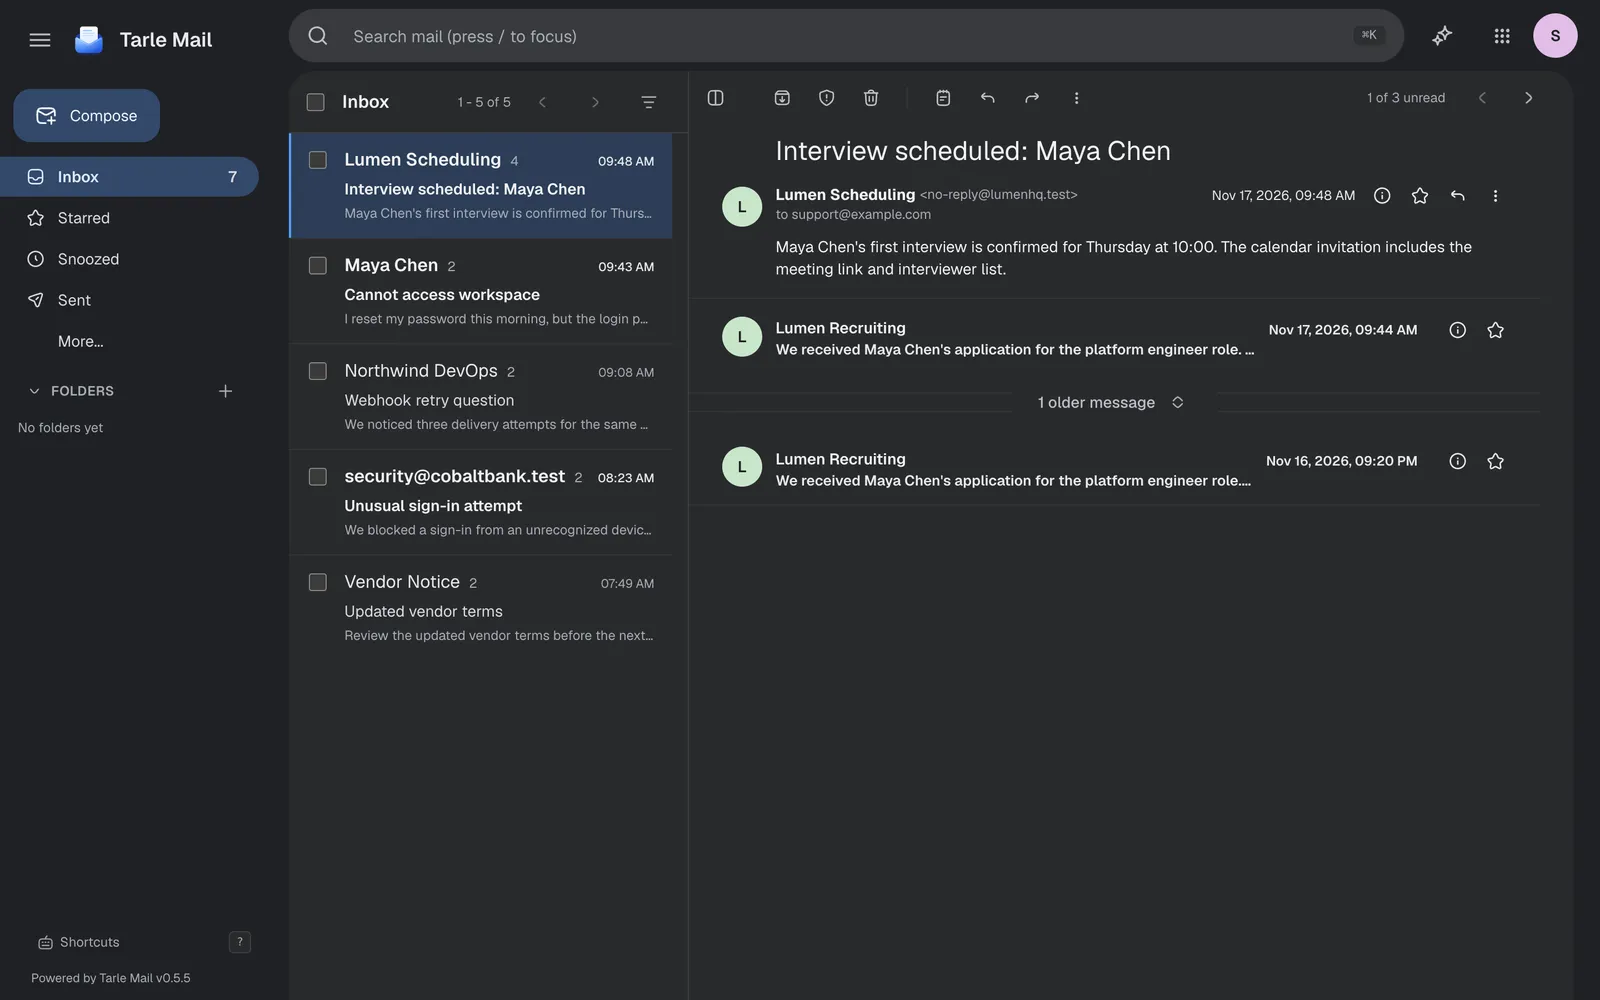 Tarle Mail
Search mail (press / to focus)
⌘K
S
Compose
Inbox 7
Starred
Snoozed
Sent
More...
FOLDERS
No folders yet
Shortcuts ?
Powered by Tarle Mail v0.5.5
Inbox 1 - 5 of 5
Lumen Scheduling 4 09:48 AM
Interview scheduled: Maya Chen
Maya Chen's first interview is confirmed for Thurs...
Maya Chen 2 09:43 AM
Cannot access workspace
I reset my password this morning, but the login p...
Northwind DevOps 2 09:08 AM
Webhook retry question
We noticed three delivery attempts for the same ...
security@cobaltbank.test 2 08:23 AM
Unusual sign-in attempt
We blocked a sign-in from an unrecognized devic...
Vendor Notice 2 07:49 AM
Updated vendor terms
Review the updated vendor terms before the next...
1 of 3 unread
Interview scheduled: Maya Chen
L
Lumen Scheduling <no-reply@lumenhq.test> Nov 17, 2026, 09:48 AM
to support@example.com
Maya Chen's first interview is confirmed for Thursday at 10:00. The calendar invitation includes the
meeting link and interviewer list.
L
Lumen Recruiting Nov 17, 2026, 09:44 AM
We received Maya Chen's application for the platform engineer role. ...
1 older message
L
Lumen Recruiting Nov 16, 2026, 09:20 PM
We received Maya Chen's application for the platform engineer role....